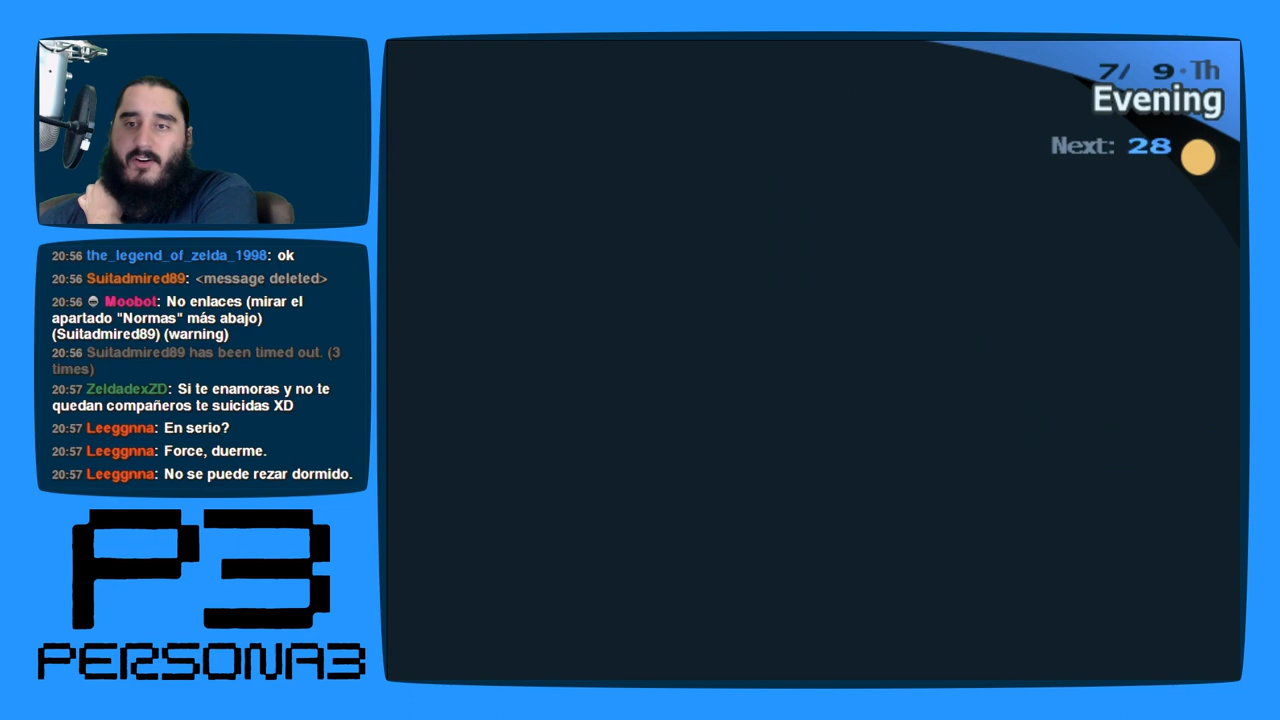 7/ 9·Th
Evening
Next: 28
20:56 the_legend_of_zelda_1998: ok
20:56 Suitadmired89: <message deleted>
20:56 Moobot: No enlaces (mirar el
apartado "Normas" más abajo)
(Suitadmired89) (warning)
20:56 Suitadmired89 has been timed out. (3
times)
20:57 ZeldadexZD: Si te enamoras y no te
quedan compañeros te suicidas XD
20:57 Leeggnna: En serio?
20:57 Leeggnna: Force, duerme.
20:57 Leeggnna: No se puede rezar dormido.
P3
PERSONA3